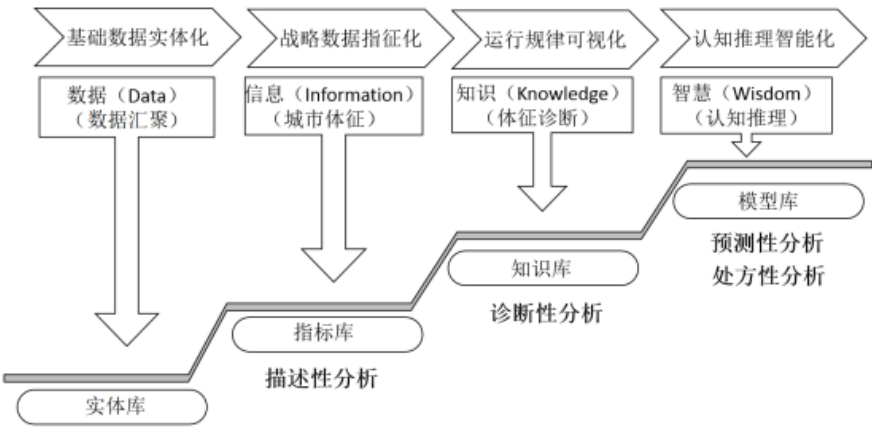 基础数据实体化
战略数据指征化
运行规律可视化
认知推理智能化
数据（Data）
（数据汇聚）
信息（Information）
（城市体征）
知识（Knowledge）
（体征诊断）
智慧（Wisdom）
（认知推理）
模型库
预测性分析
处方性分析
知识库
诊断性分析
指标库
描述性分析
实体库